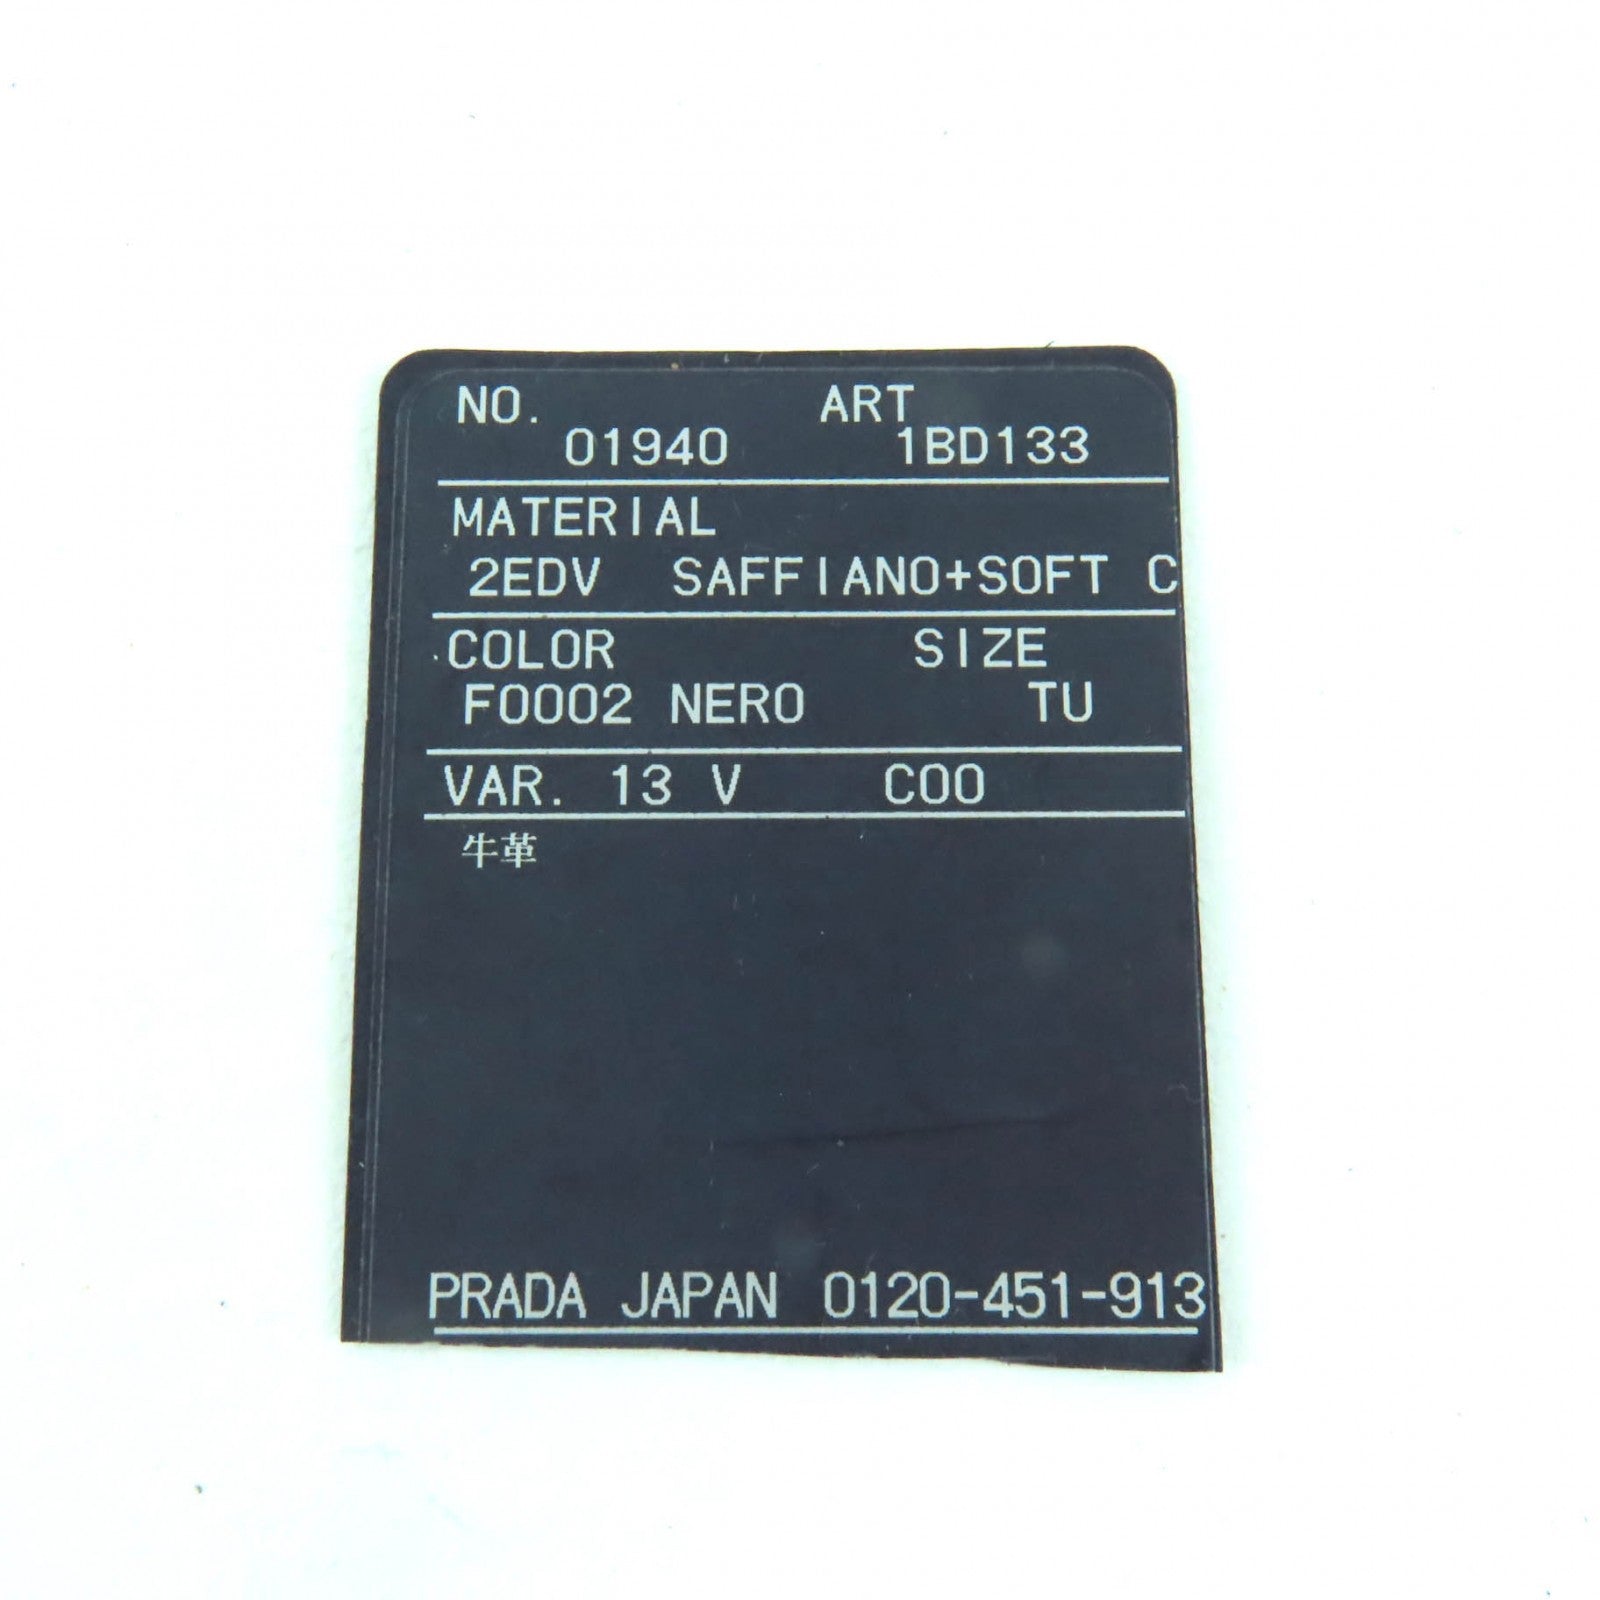 NO. ART
01940 1BD133
MATERIAL
2EDV SAFFIANO+SOFT C
COLOR SIZE
F0002 NERO TU
VAR. 13 V C00
牛革
PRADA JAPAN 0120-451-913